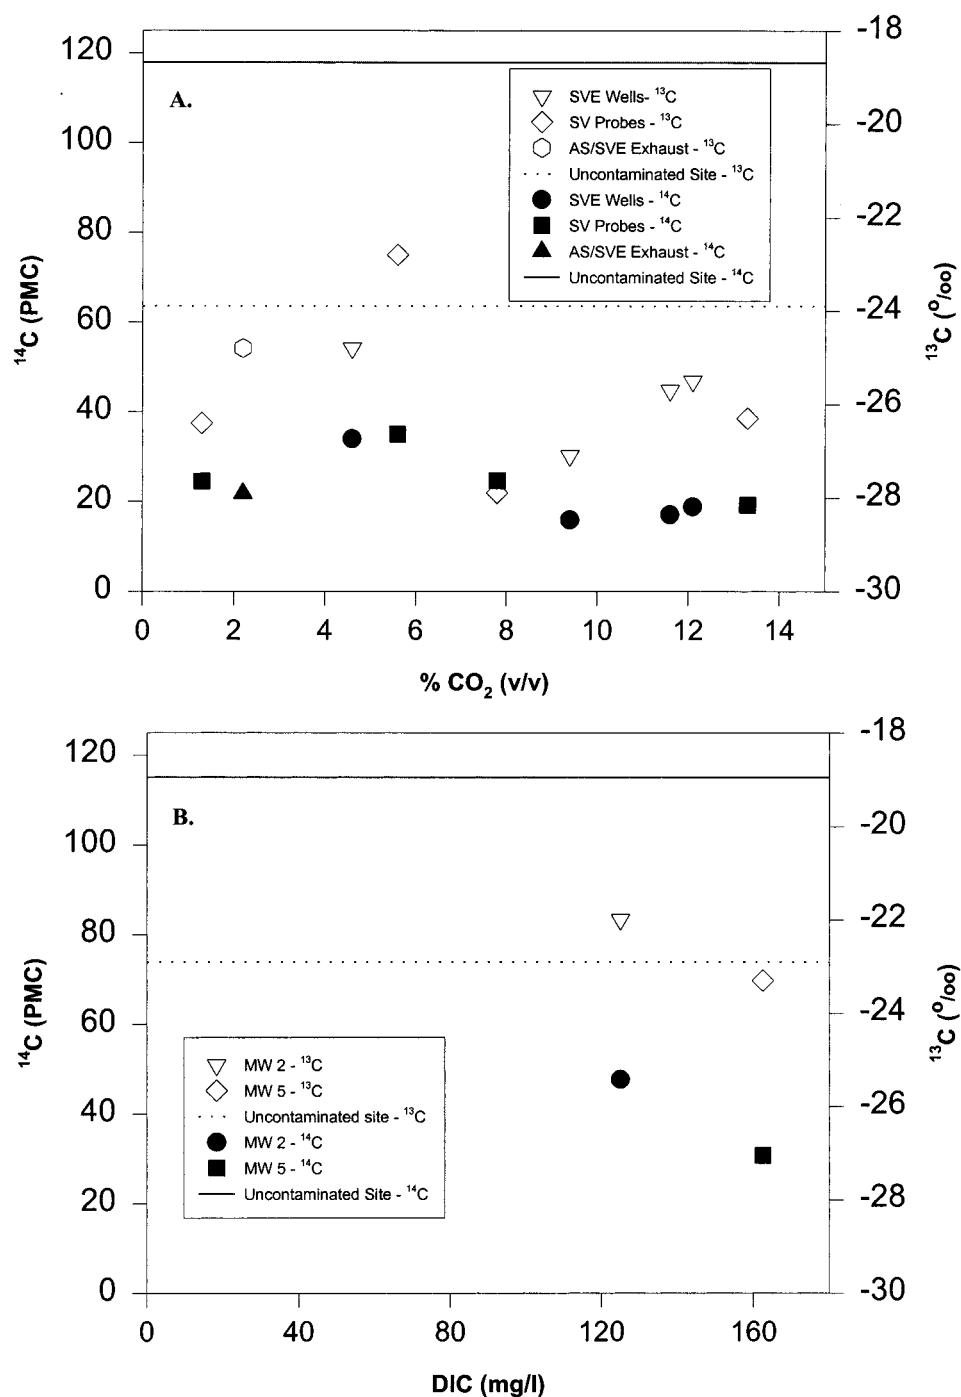 A.
120
100
80
60
40
20
0
¹⁴C (PMC)
-18
-20
-22
-24
-26
-28
-30
¹³C (⁰/₀₀)
SVE Wells- ¹³C
SV Probes - ¹³C
AS/SVE Exhaust - ¹³C
Uncontaminated Site - ¹³C
SVE Wells - ¹⁴C
SV Probes - ¹⁴C
AS/SVE Exhaust - ¹⁴C
Uncontaminated Site - ¹⁴C
0 2 4 6 8 10 12 14
% CO₂ (v/v)
B.
120
100
80
60
40
20
0
¹⁴C (PMC)
-18
-20
-22
-24
-26
-28
-30
¹³C (⁰/₀₀)
MW 2 - ¹³C
MW 5 - ¹³C
Uncontaminated site - ¹³C
MW 2 - ¹⁴C
MW 5 - ¹⁴C
Uncontaminated Site - ¹⁴C
0 40 80 120 160
DIC (mg/l)